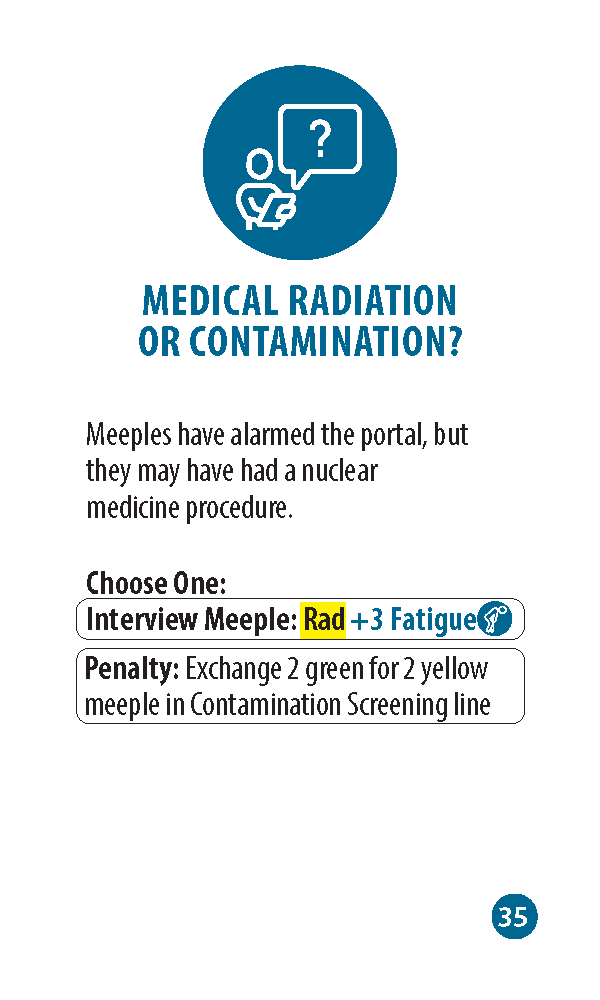 ?
MEDICAL RADIATION
OR CONTAMINATION?
Meeples have alarmed the portal, but
they may have had a nuclear
medicine procedure.
Choose One:
Interview Meeple: Rad +3 Fatigue
Penalty: Exchange 2 green for 2 yellow
meeple in Contamination Screening line
35